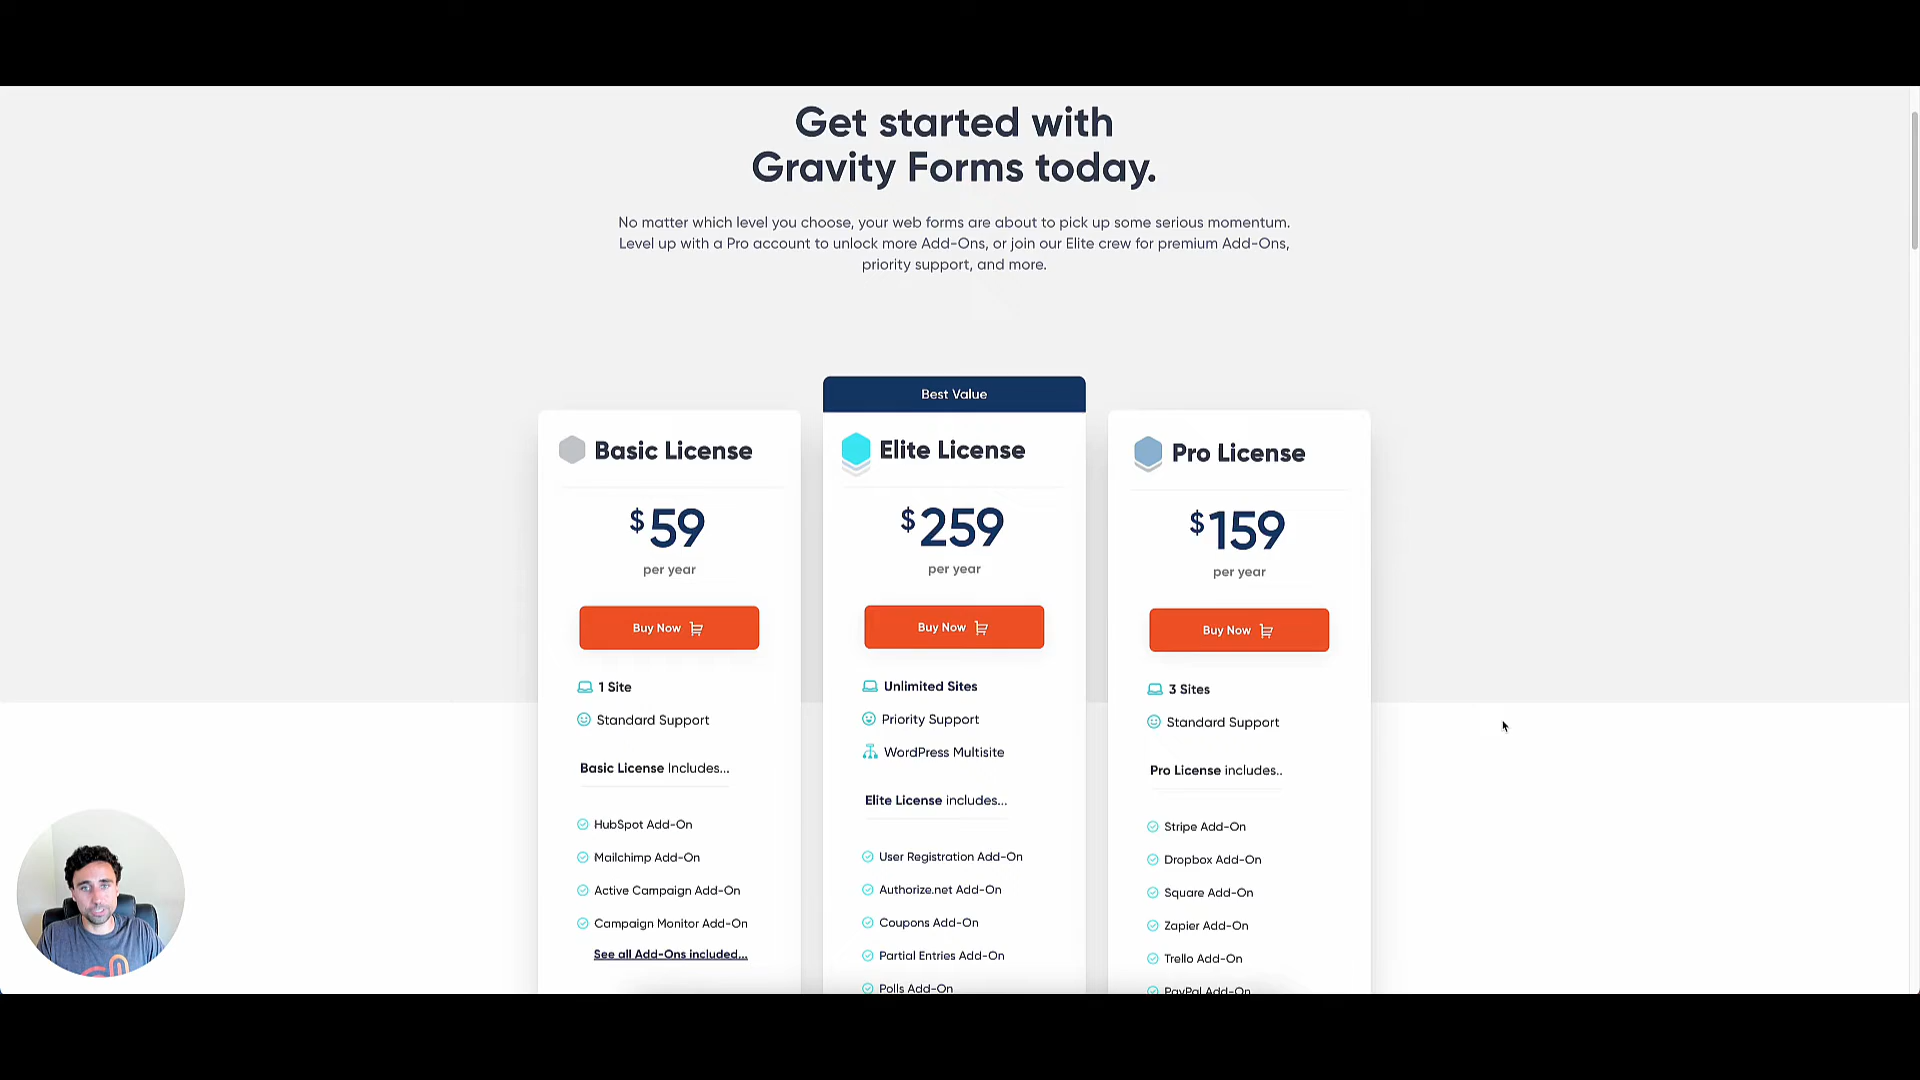 Get started with
Gravity Forms today.
No matter which level you choose, your web forms are about to pick up some serious momentum.
Level up with a Pro account to unlock more Add-Ons, or join our Elite crew for premium Add-Ons,
priority support, and more.
Basic License
$59
per year
Buy Now
1 Site
Standard Support
Basic License Includes...
HubSpot Add-On
Mailchimp Add-On
Active Campaign Add-On
Campaign Monitor Add-On
See all Add-Ons included...
Best Value
Elite License
$259
per year
Buy Now
Unlimited Sites
Priority Support
WordPress Multisite
Elite License includes...
User Registration Add-On
Authorize.net Add-On
Coupons Add-On
Partial Entries Add-On
Polls Add-On
Pro License
$159
per year
Buy Now
3 Sites
Standard Support
Pro License includes..
Stripe Add-On
Dropbox Add-On
Square Add-On
Zapier Add-On
Trello Add-On
PayPal Add-On